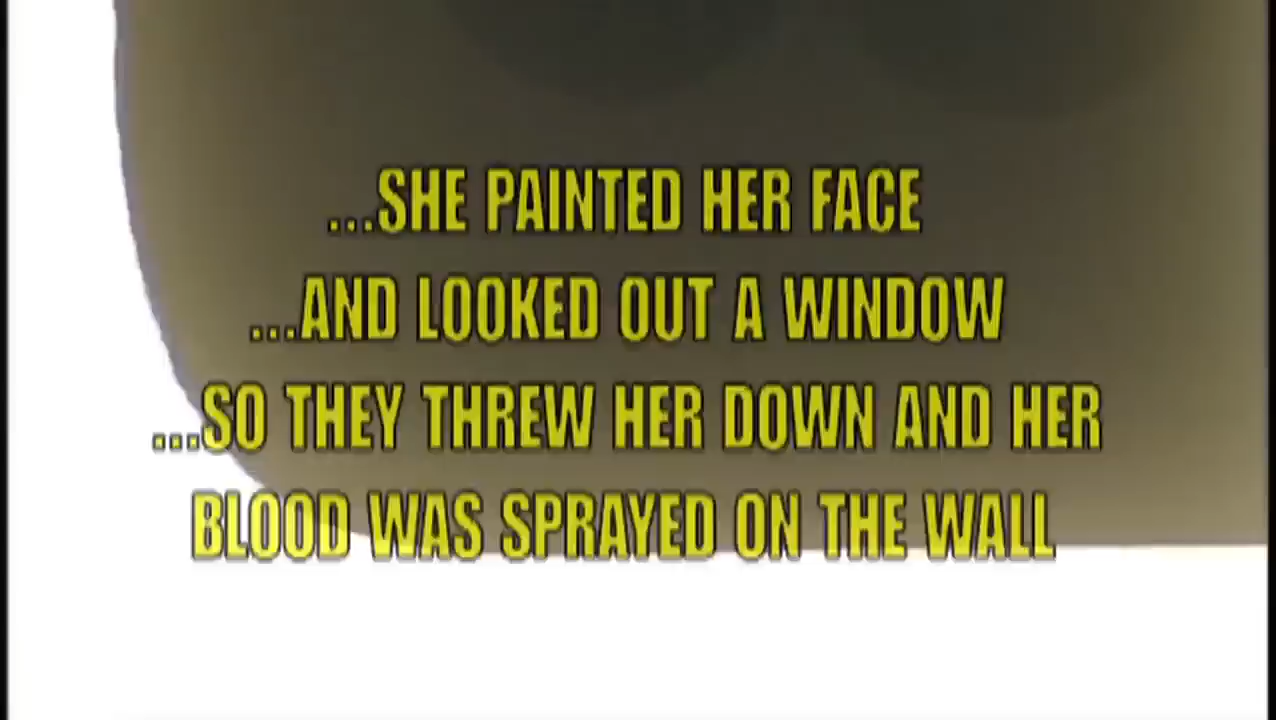 ...SHE PAINTED HER FACE
...AND LOOKED OUT A WINDOW
...SO THEY THREW HER DOWN AND HER
BLOOD WAS SPRAYED ON THE WALL